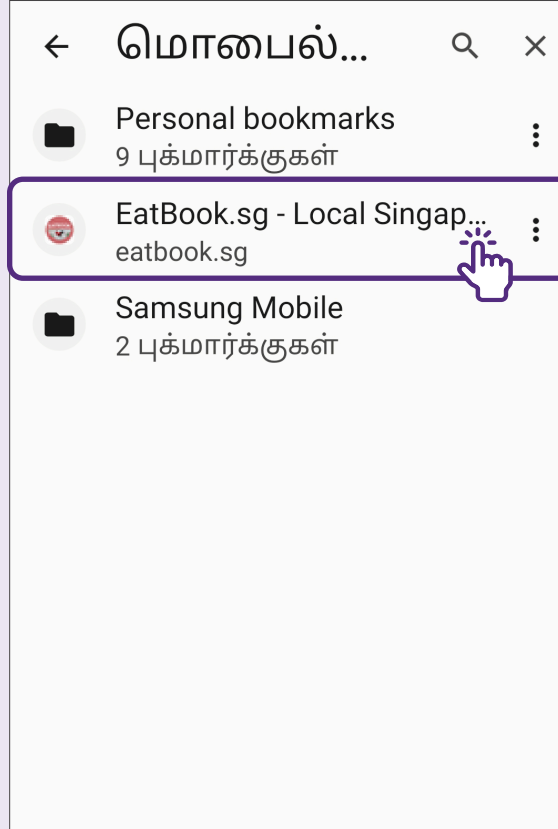 மொபைல்...
Personal bookmarks
9 புக்மார்க்குகள்
EatBook.sg - Local Singap...
eatbook.sg
Samsung Mobile
2 புக்மார்க்குகள்